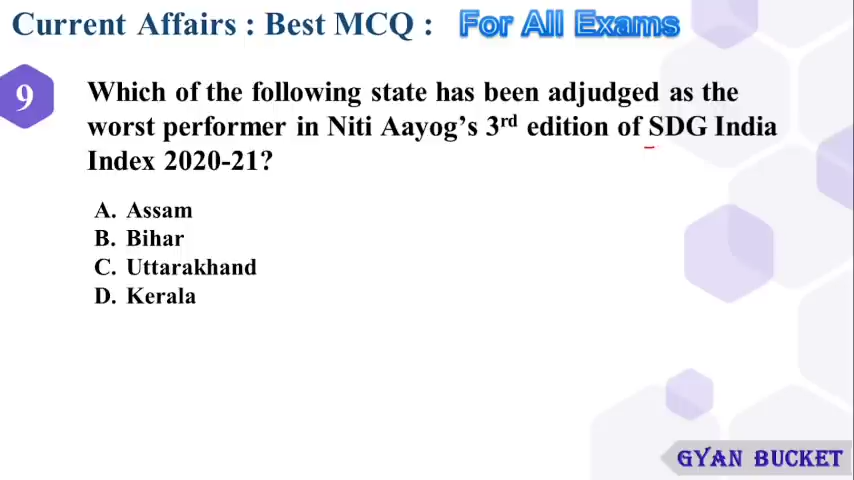 Current Affairs : Best MCQ : For All Exams
9
Which of the following state has been adjudged as the
worst performer in Niti Aayog’s 3rd edition of SDG India
Index 2020-21?
A. Assam
B. Bihar
C. Uttarakhand
D. Kerala
GYAN BUCKET